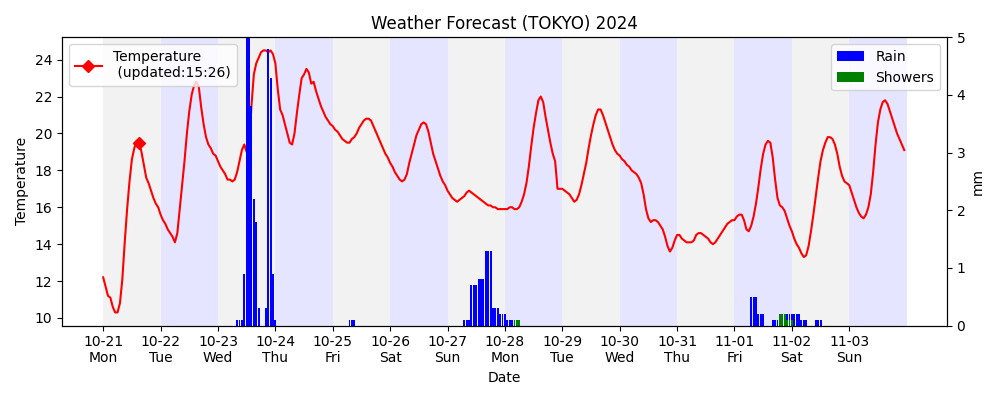 Weather Forecast (TOKYO) 2024
Temperature
(updated:15:26)
Rain
Showers
Temperature
24
22
20
18
16
14
12
10
5
4
3
2
1
0
mm
10-21 10-22 10-23 10-24 10-25 10-26 10-27 10-28 10-29 10-30 10-31 11-01 11-02 11-03
Mon Tue Wed Thu Fri Sat Sun Mon Tue Wed Thu Fri Sat Sun
Date